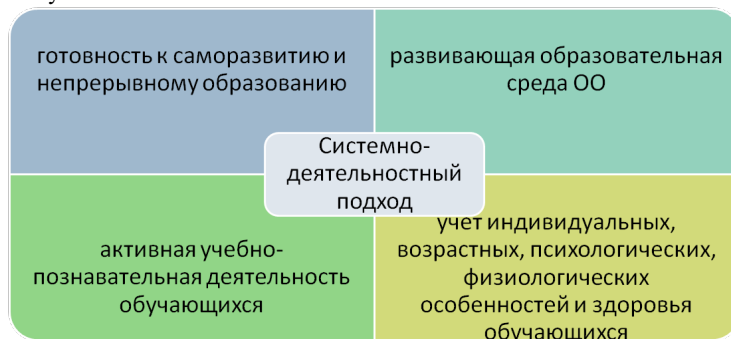 готовность к саморазвитию и
непрерывному образованию
развивающая образовательная
среда ОО
Системно-
деятельностный
подход
активная учебно-
познавательная деятельность
обучающихся
учет индивидуальных,
возрастных, психологических,
физиологических
особенностей и здоровья
обучающихся